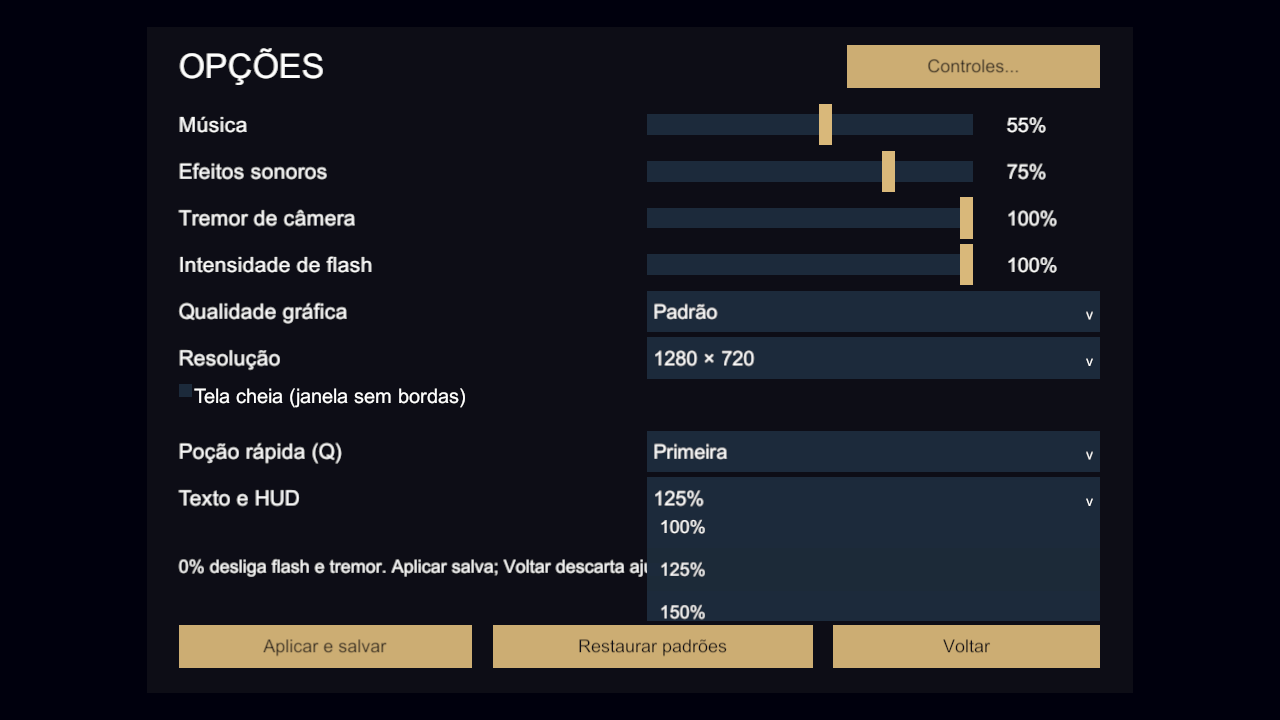 OPÇÕES
Controles...
Música 55%
Efeitos sonoros 75%
Tremor de câmera 100%
Intensidade de flash 100%
Qualidade gráfica Padrão v
Resolução 1280 × 720 v
Tela cheia (janela sem bordas)
Poção rápida (Q) Primeira v
Texto e HUD 125% v
100%
0% desliga flash e tremor. Aplicar salva; Voltar descarta
125%
150%
Aplicar e salvar Restaurar padrões Voltar